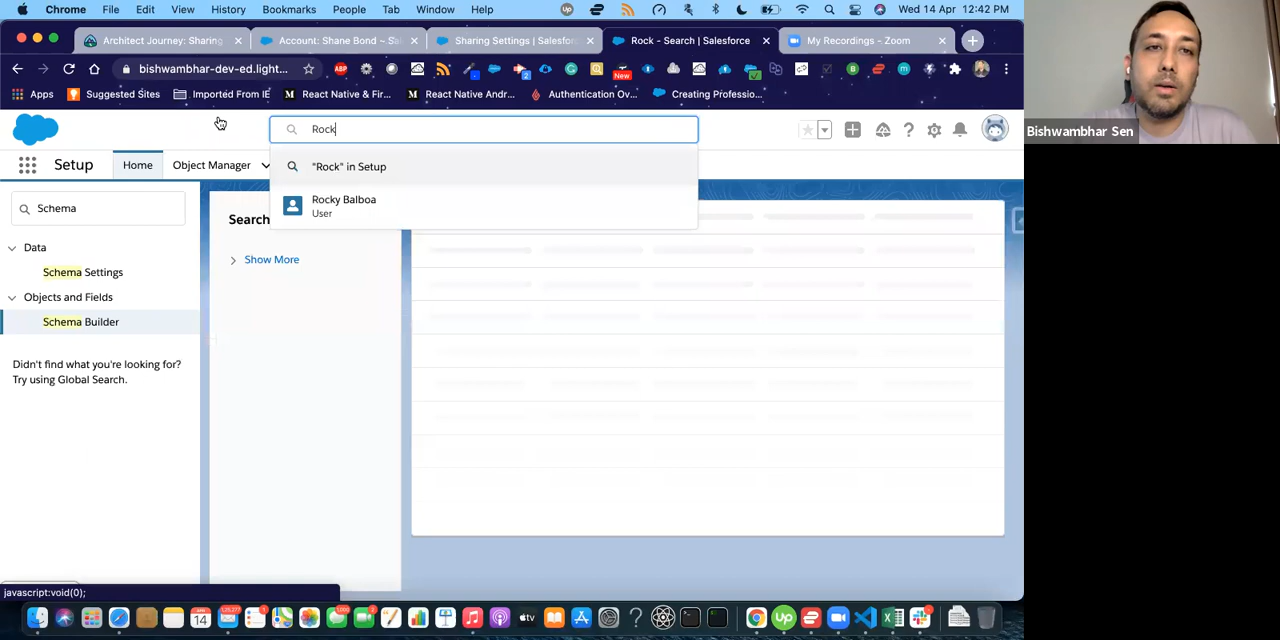 Chrome File Edit View History Bookmarks People Tab Window Help Wed 14 Apr 12:42 PM
Architect Journey: Sharing Account: Shane Bond ~ Sal Sharing Settings | Salesforc Rock - Search | Salesforce My Recordings - Zoom
bishwambhar-dev-ed.light... ABP New
Apps Suggested Sites Imported From IE React Native & Fir... React Native Andr... Authentication Ov... Creating Professio...
Rock
Bishwambhar Sen
Setup Home Object Manager
"Rock" in Setup
Rocky Balboa
User
Schema
Search
Data
Show More
Schema Settings
Objects and Fields
Schema Builder
Didn't find what you're looking for?
Try using Global Search.
javascript:void(0);